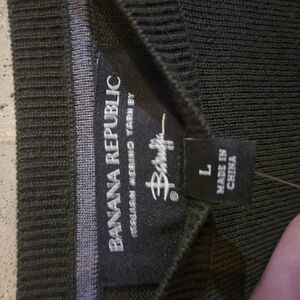 BANANA REPUBLIC
ITALIAN MERINO YARN BY
®
L
MADE IN
CHINA